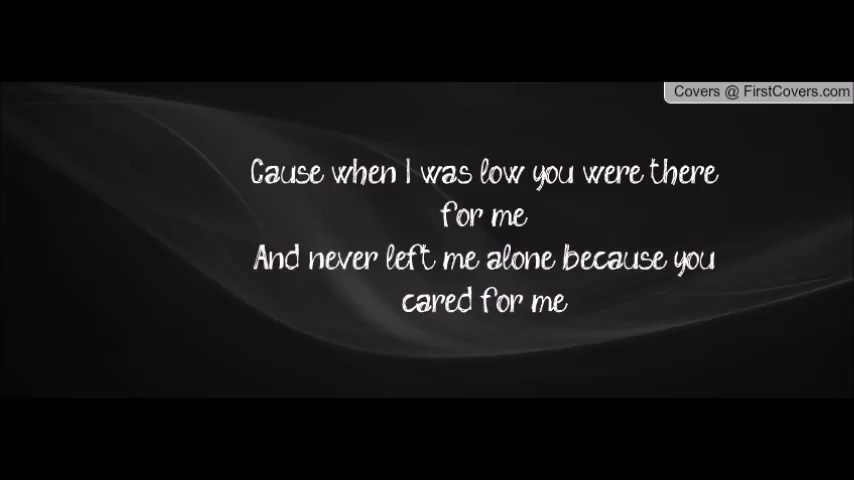 Covers @ FirstCovers.com
Cause when I was low you were there
for me
And never left me alone because you
cared for me